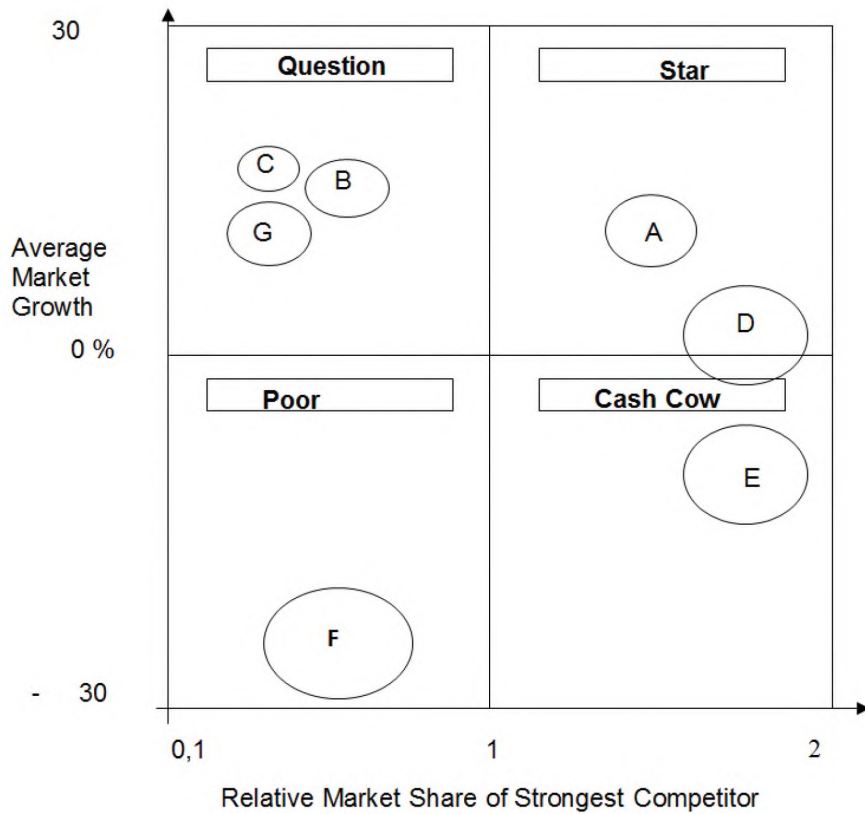 30
Question
Star
C
B
G
A
Average
Market
Growth
D
0 %
Poor
Cash Cow
E
F
- 30
0,1
1
2
Relative Market Share of Strongest Competitor